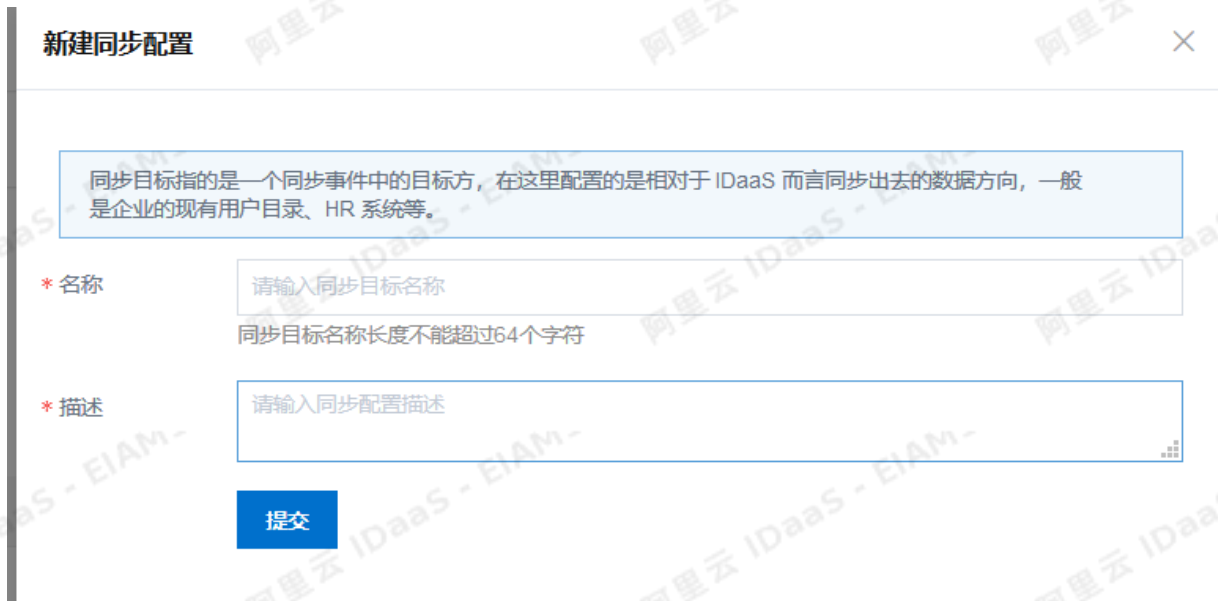 新建同步配置
同步目标指的是一个同步事件中的目标方，在这里配置的是相对于 IDaaS 而言同步出去的数据方向，一般
是企业的现有用户目录、HR 系统等。
* 名称
请输入同步目标名称
同步目标名称长度不能超过64个字符
* 描述
请输入同步配置描述
提交
阿里云 IDaaS - EIAM-